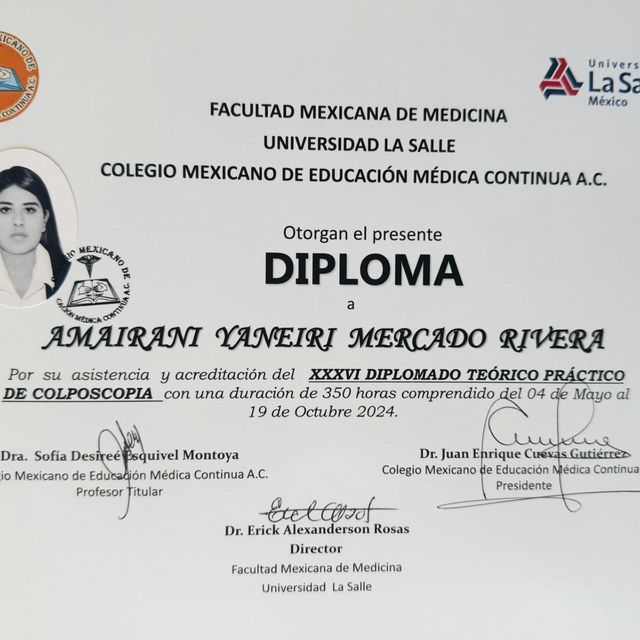 Univers
La Sa
México
FACULTAD MEXICANA DE MEDICINA
UNIVERSIDAD LA SALLE
COLEGIO MEXICANO DE EDUCACIÓN MÉDICA CONTINUA A.C.
Otorgan el presente
DIPLOMA
a
AMAIRANI YANEIRI MERCADO RIVERA
Por su asistencia y acreditación del XXXVI DIPLOMADO TEÓRICO PRÁCTICO
DE COLPOSCOPIA con una duración de 350 horas comprendido del 04 de Mayo al
19 de Octubre 2024.
Dra. Sofía Desireé Esquivel Montoya
gio Mexicano de Educación Médica Continua A.C.
Profesor Titular
Dr. Juan Enrique Cuevas Gutiérrez
Colegio Mexicano de Educación Médica Continua
Presidente
Dr. Erick Alexanderson Rosas
Director
Facultad Mexicana de Medicina
Universidad La Salle